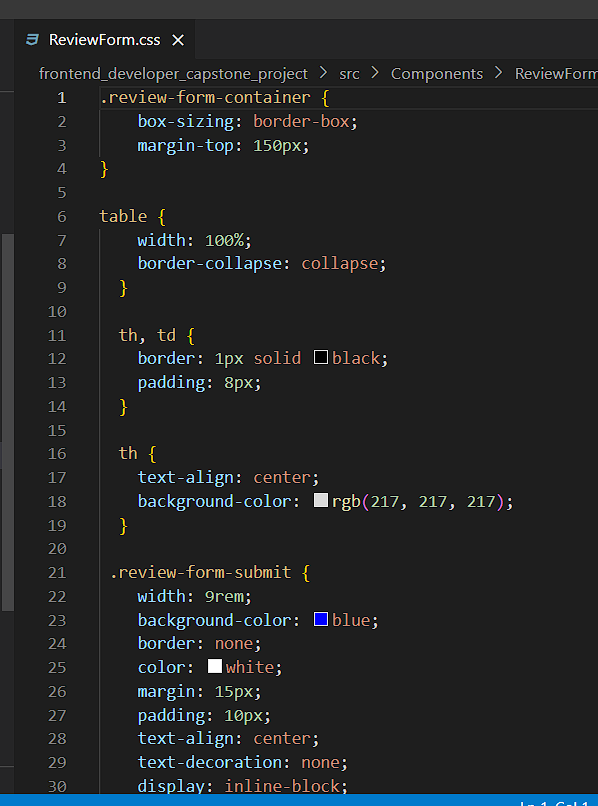 ReviewForm.css
frontend_developer_capstone_project > src > Components > ReviewForm
1 .review-form-container {
2 box-sizing: border-box;
3 margin-top: 150px;
4 }
5
6 table {
7 width: 100%;
8 border-collapse: collapse;
9 }
10
11 th, td {
12 border: 1px solid black;
13 padding: 8px;
14 }
15
16 th {
17 text-align: center;
18 background-color: rgb(217, 217, 217);
19 }
20
21 .review-form-submit {
22 width: 9rem;
23 background-color: blue;
24 border: none;
25 color: white;
26 margin: 15px;
27 padding: 10px;
28 text-align: center;
29 text-decoration: none;
30 display: inline-block;
Ln 1, Col 1